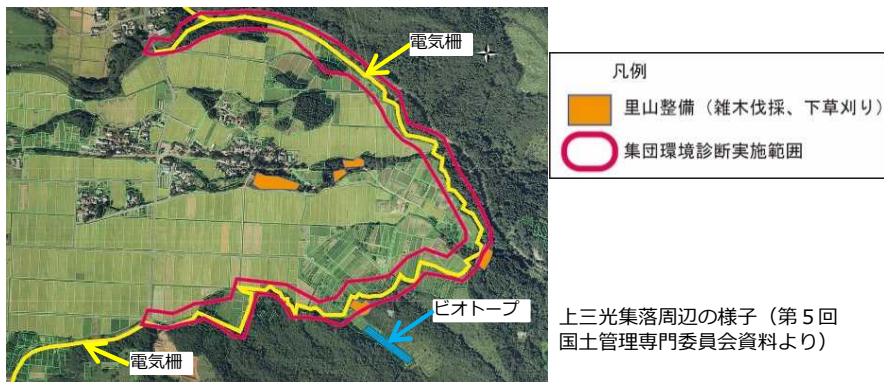 電気柵
凡例
里山整備（雑木伐採、下草刈り）
集団環境診断実施範囲
ビオトープ
電気柵
上三光集落周辺の様子（第５回
国土管理専門委員会資料より）